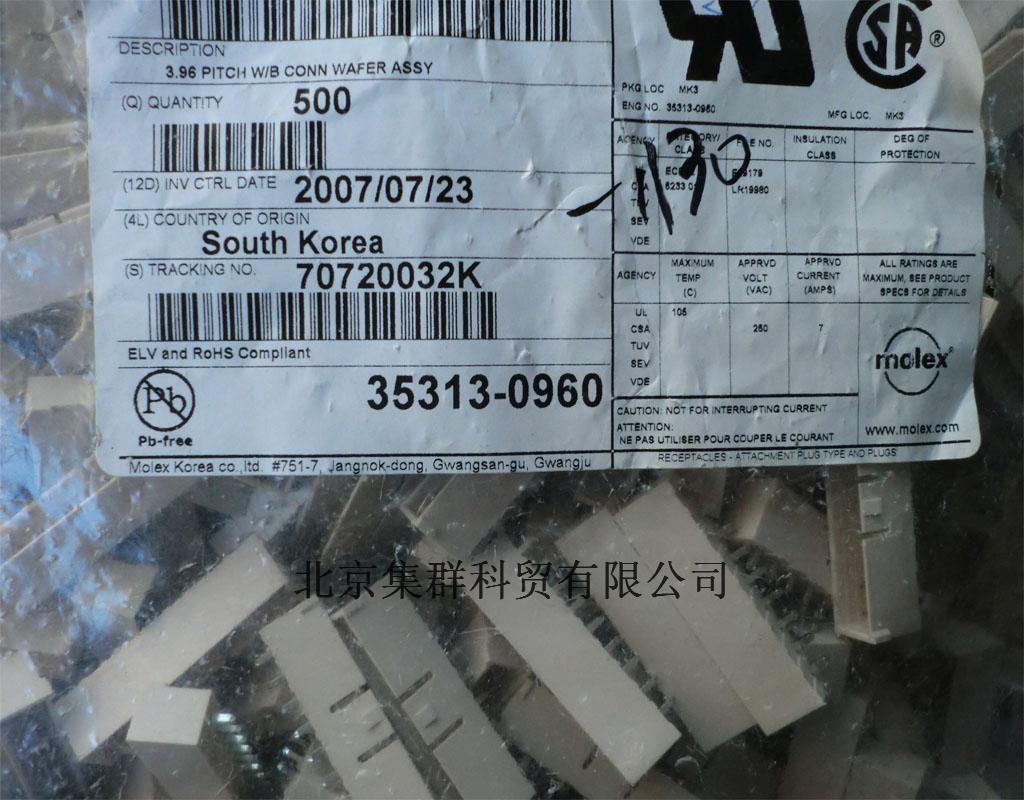 DESCRIPTION
3.96 PITCH W/B CONN WAFER ASSY
(Q) QUANTITY 500
(12D) INV CTRL DATE 2007/07/23
(4L) COUNTRY OF ORIGIN
South Korea
(S) TRACKING NO. 70720032K
ELV and RoHS Compliant
Pb
Pb-free
35313-0960
Molex Korea co.,ltd. #751-7, Jangnok-dong, Gwangsan-gu, Gwangju
SA ®
PKG LOC MK3
ENG NO. 35313-0960
MFG LOC. MK3
INSULATION CLASS
DEG OF PROTECTION
LR19980
SEV
VDE
-1130
AGENCY
MAXIMUM TEMP (C)
APPRVD VOLT (VAC)
APPRVD CURRENT (AMPS)
ALL RATINGS ARE MAXIMUM, SEE PRODUCT SPECS FOR DETAILS
UL 105
CSA 250 7
TUV
SEV
VDE
molex®
CAUTION: NOT FOR INTERRUPTING CURRENT
ATTENTION:
NE PAS UTILISER POUR COUPER LE COURANT
www.molex.com
RECEPTACLES - ATTACHMENT PLUG TYPE AND PLUGS
北京集群科贸有限公司